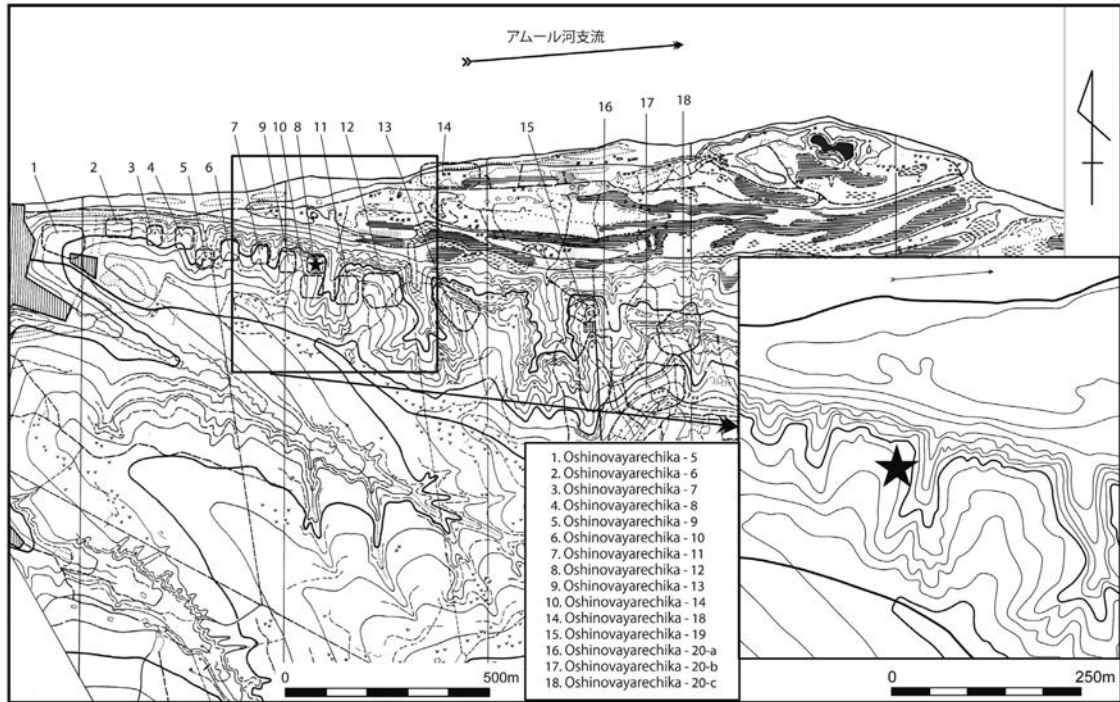 アムール河支流
16
17
18
7
9
10
8
11
12
13
14
15
1
2
3
4
5
6
1. Oshinovayarechika - 5
2. Oshinovayarechika - 6
3. Oshinovayarechika - 7
4. Oshinovayarechika - 8
5. Oshinovayarechika - 9
6. Oshinovayarechika - 10
7. Oshinovayarechika - 11
8. Oshinovayarechika - 12
9. Oshinovayarechika - 13
10. Oshinovayarechika - 14
14. Oshinovayarechika - 18
15. Oshinovayarechika - 19
16. Oshinovayarechika - 20-a
17. Oshinovayarechika - 20-b
18. Oshinovayarechika - 20-c
0 500m
0 250m